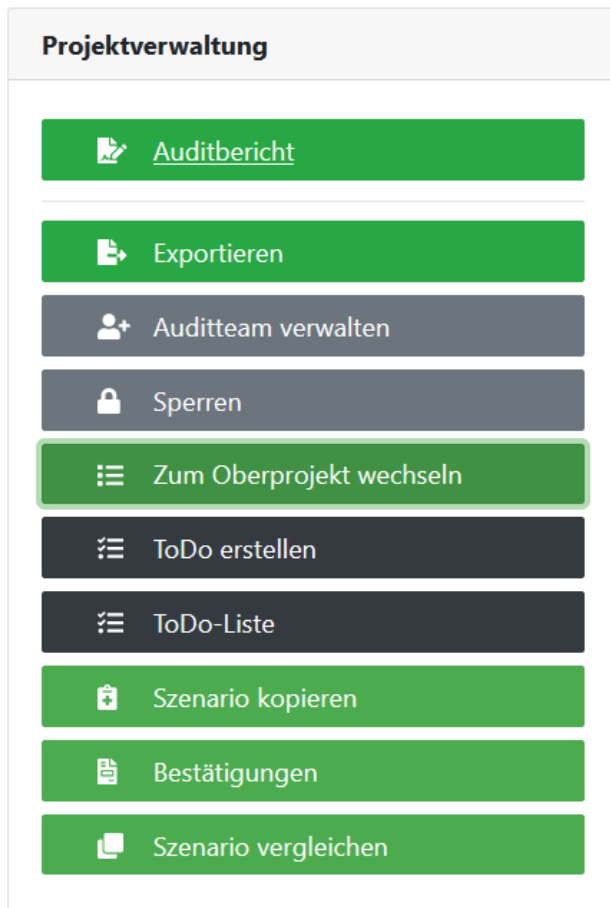 Projektverwaltung
Auditbericht
Exportieren
Auditteam verwalten
Sperren
Zum Oberprojekt wechseln
ToDo erstellen
ToDo-Liste
Szenario kopieren
Bestätigungen
Szenario vergleichen